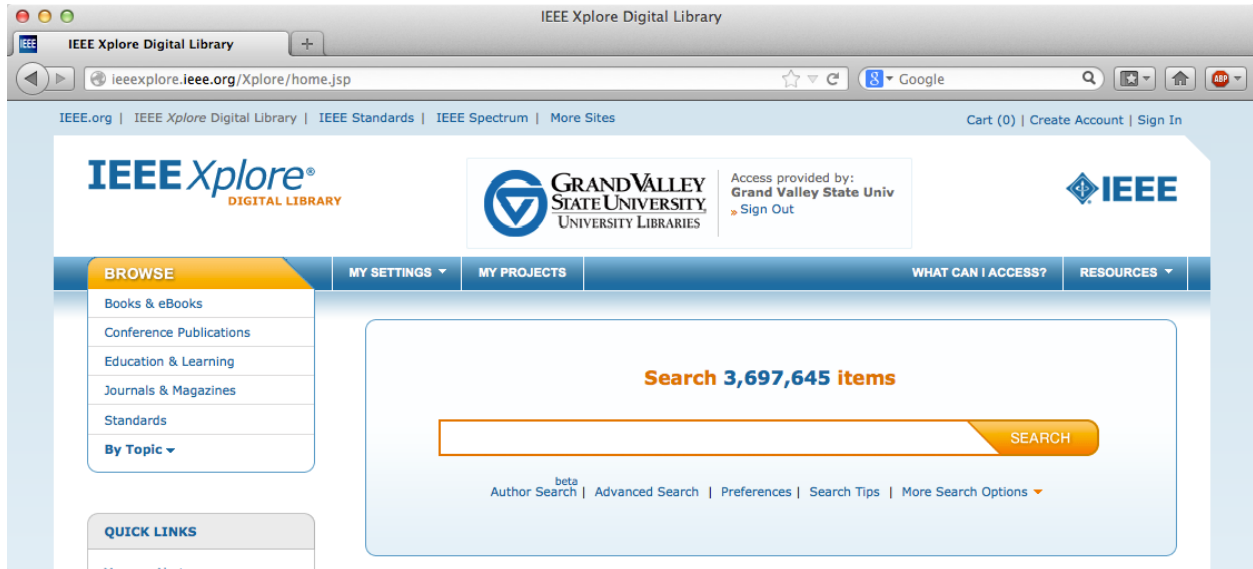 IEEE Xplore Digital Library
IEEE
IEEE Xplore Digital Library
+
ieeexplore.ieee.org/Xplore/home.jsp
8
Google
ABP
IEEE.org | IEEE Xplore Digital Library | IEEE Standards | IEEE Spectrum | More Sites
Cart (0) | Create Account | Sign In
IEEE Xplore®
DIGITAL LIBRARY
GRAND VALLEY
STATE UNIVERSITY
UNIVERSITY LIBRARIES
Access provided by:
Grand Valley State Univ
» Sign Out
IEEE
BROWSE
MY SETTINGS
MY PROJECTS
WHAT CAN I ACCESS?
RESOURCES
Books & eBooks
Conference Publications
Education & Learning
Journals & Magazines
Standards
By Topic
Search 3,697,645 items
SEARCH
beta
Author Search | Advanced Search | Preferences | Search Tips | More Search Options
QUICK LINKS